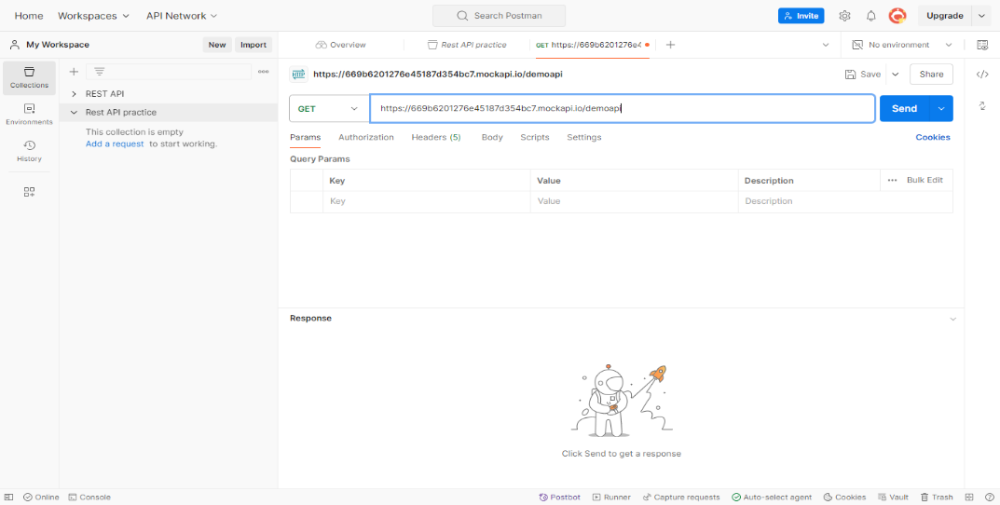 Home Workspaces API Network Search Postman Invite Upgrade
My Workspace New Import Overview Rest API practice GET https://669b6201276e4 No environment
Collections
Environments
History
REST API
Rest API practice
This collection is empty
Add a request to start working.
HTTP https://669b6201276e45187d354bc7.mockapi.io/demoapi Save Share
GET https://669b6201276e45187d354bc7.mockapi.io/demoapi Send
Params Authorization Headers (5) Body Scripts Settings Cookies
Query Params
Key Value Description Bulk Edit
Key Value Description
Response
Click Send to get a response
Online Console Postbot Runner Capture requests Auto-select agent Cookies Vault Trash